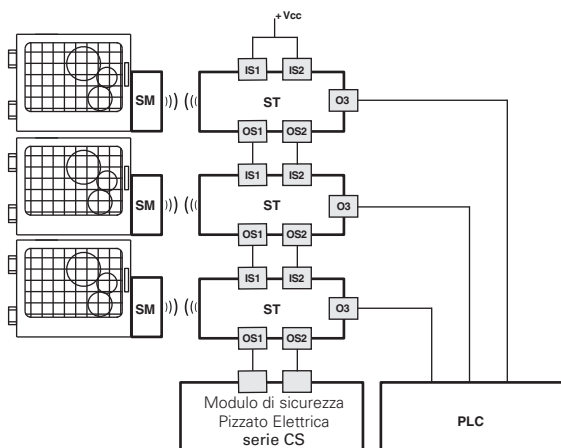 + Vcc
IS1 IS2
SM ST O3
OS1 OS2
IS1 IS2
SM ST O3
OS1 OS2
IS1 IS2
SM ST O3
OS1 OS2
Modulo di sicurezza
Pizzato Elettrica
serie CS
PLC